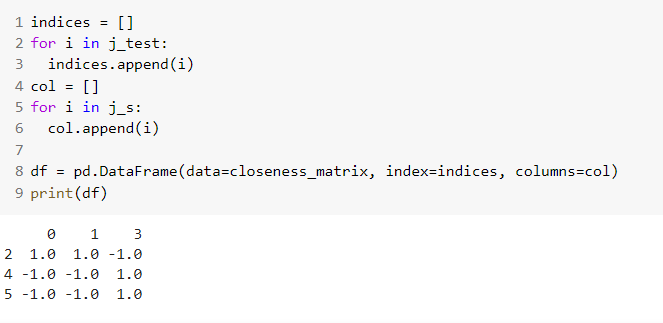 1 indices = []
2 for i in j_test:
3   indices.append(i)
4 col = []
5 for i in j_s:
6   col.append(i)
7
8 df = pd.DataFrame(data=closeness_matrix, index=indices, columns=col)
9 print(df)
     0    1    3
2  1.0  1.0 -1.0
4 -1.0 -1.0  1.0
5 -1.0 -1.0  1.0